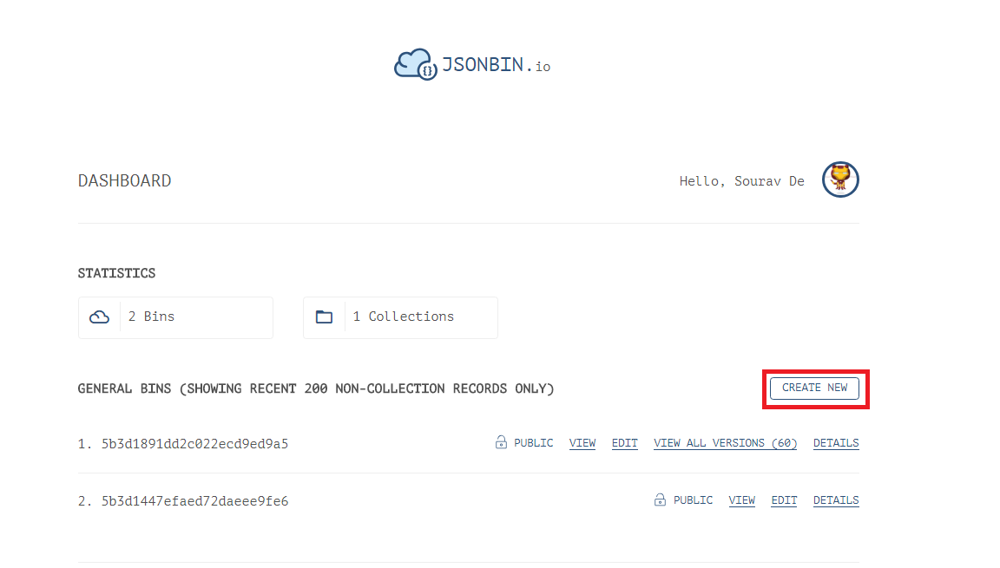 {} JSONBIN.io
DASHBOARD
Hello, Sourav De
STATISTICS
2 Bins
1 Collections
GENERAL BINS (SHOWING RECENT 200 NON-COLLECTION RECORDS ONLY)
CREATE NEW
1. 5b3d1891dd2c022ecd9ed9a5 PUBLIC VIEW EDIT VIEW ALL VERSIONS (60) DETAILS
2. 5b3d1447efaed72daeee9fe6 PUBLIC VIEW EDIT DETAILS